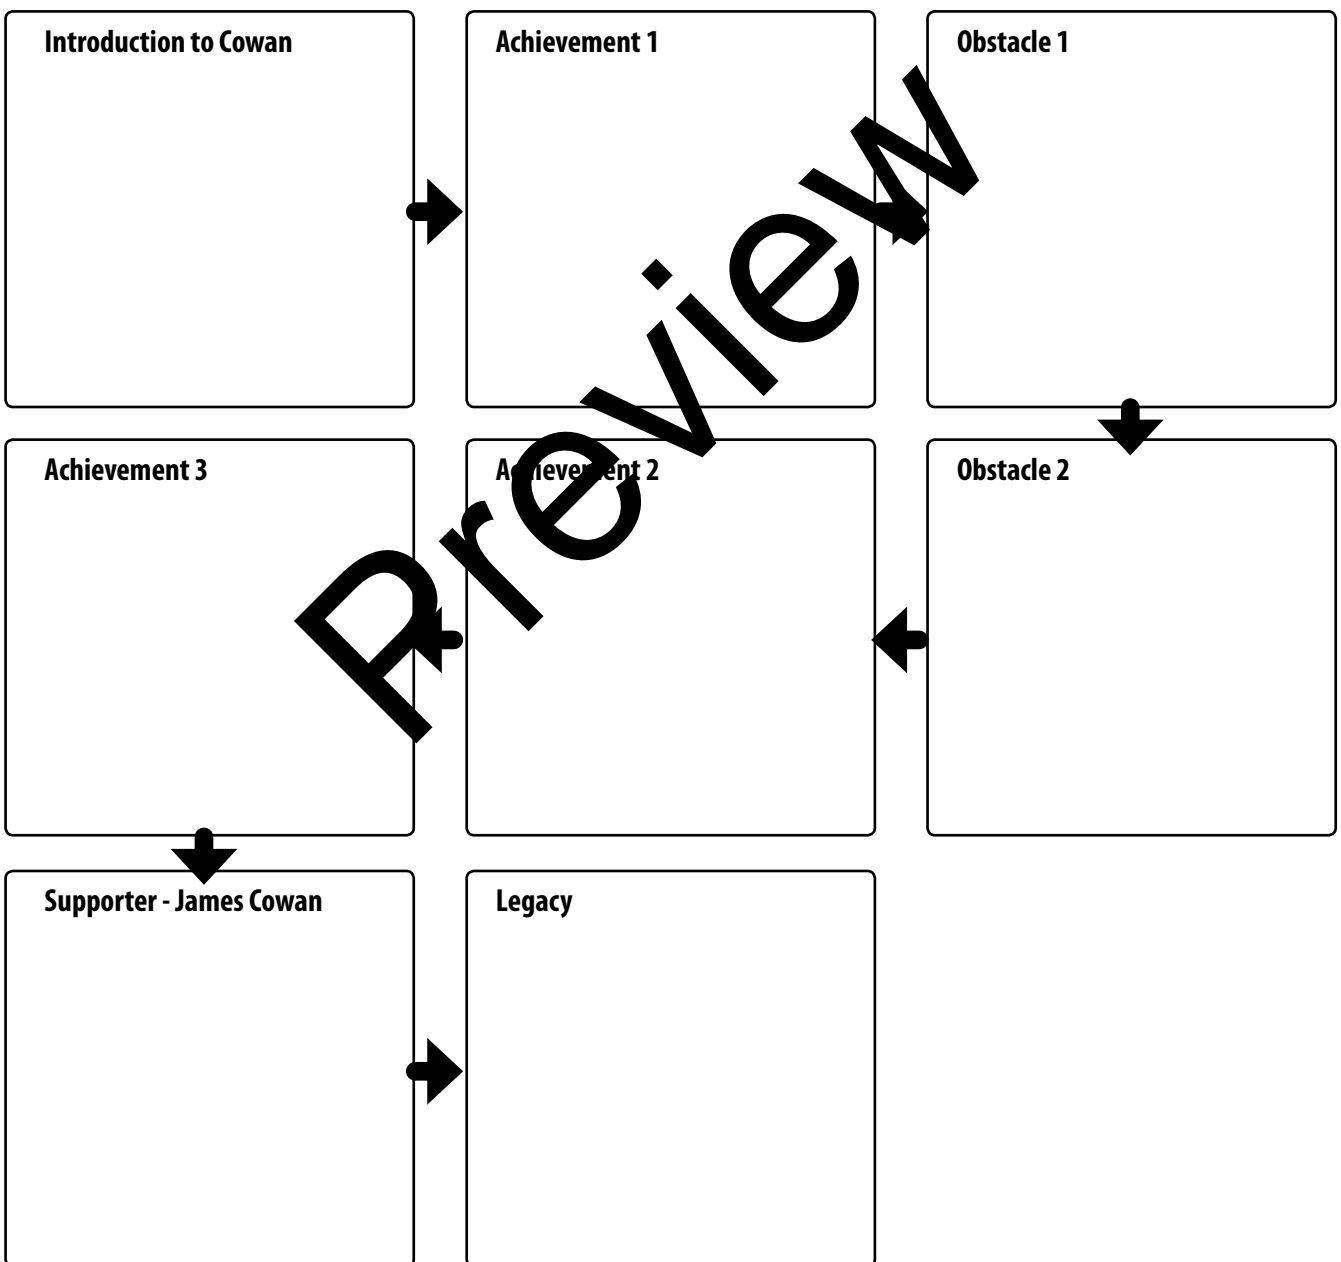 Introduction to Cowan
Achievement 1
Obstacle 1
Achievement 3
Achievement 2
Obstacle 2
Supporter - James Cowan
Legacy
Preview